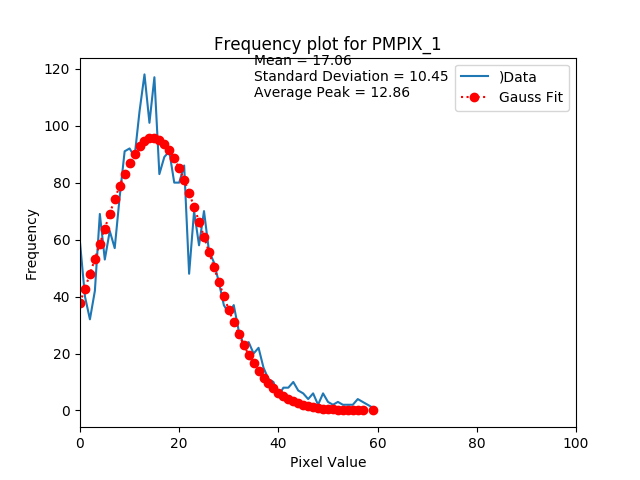 Frequency plot for PMPIX_1
Mean = 17.06
Standard Deviation = 10.45
Average Peak = 12.86
)Data
Gauss Fit
Frequency
120
100
80
60
40
20
0
0 20 40 60 80 100
Pixel Value